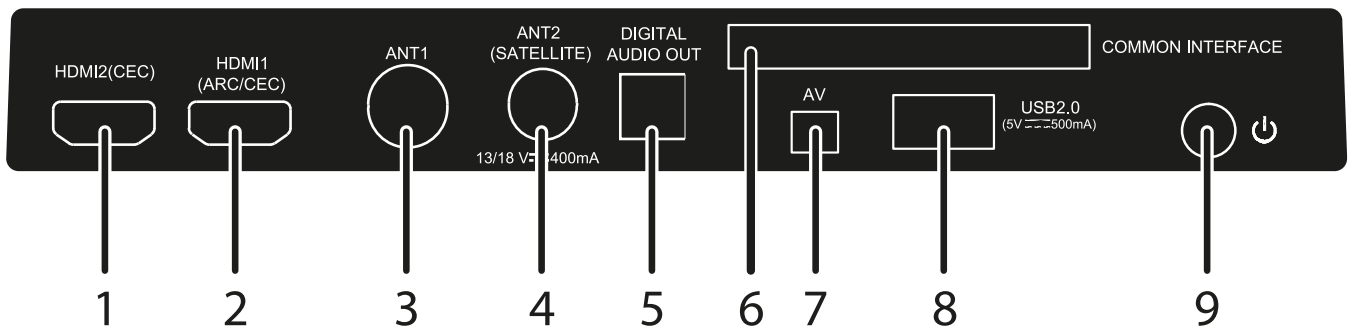 HDMI2(CEC)
HDMI1
(ARC/CEC)
ANT1
ANT2
(SATELLITE)
13/18 V 400mA
DIGITAL
AUDIO OUT
COMMON INTERFACE
AV
USB2.0
(5V 500mA)
1 2 3 4 5 6 7 8 9